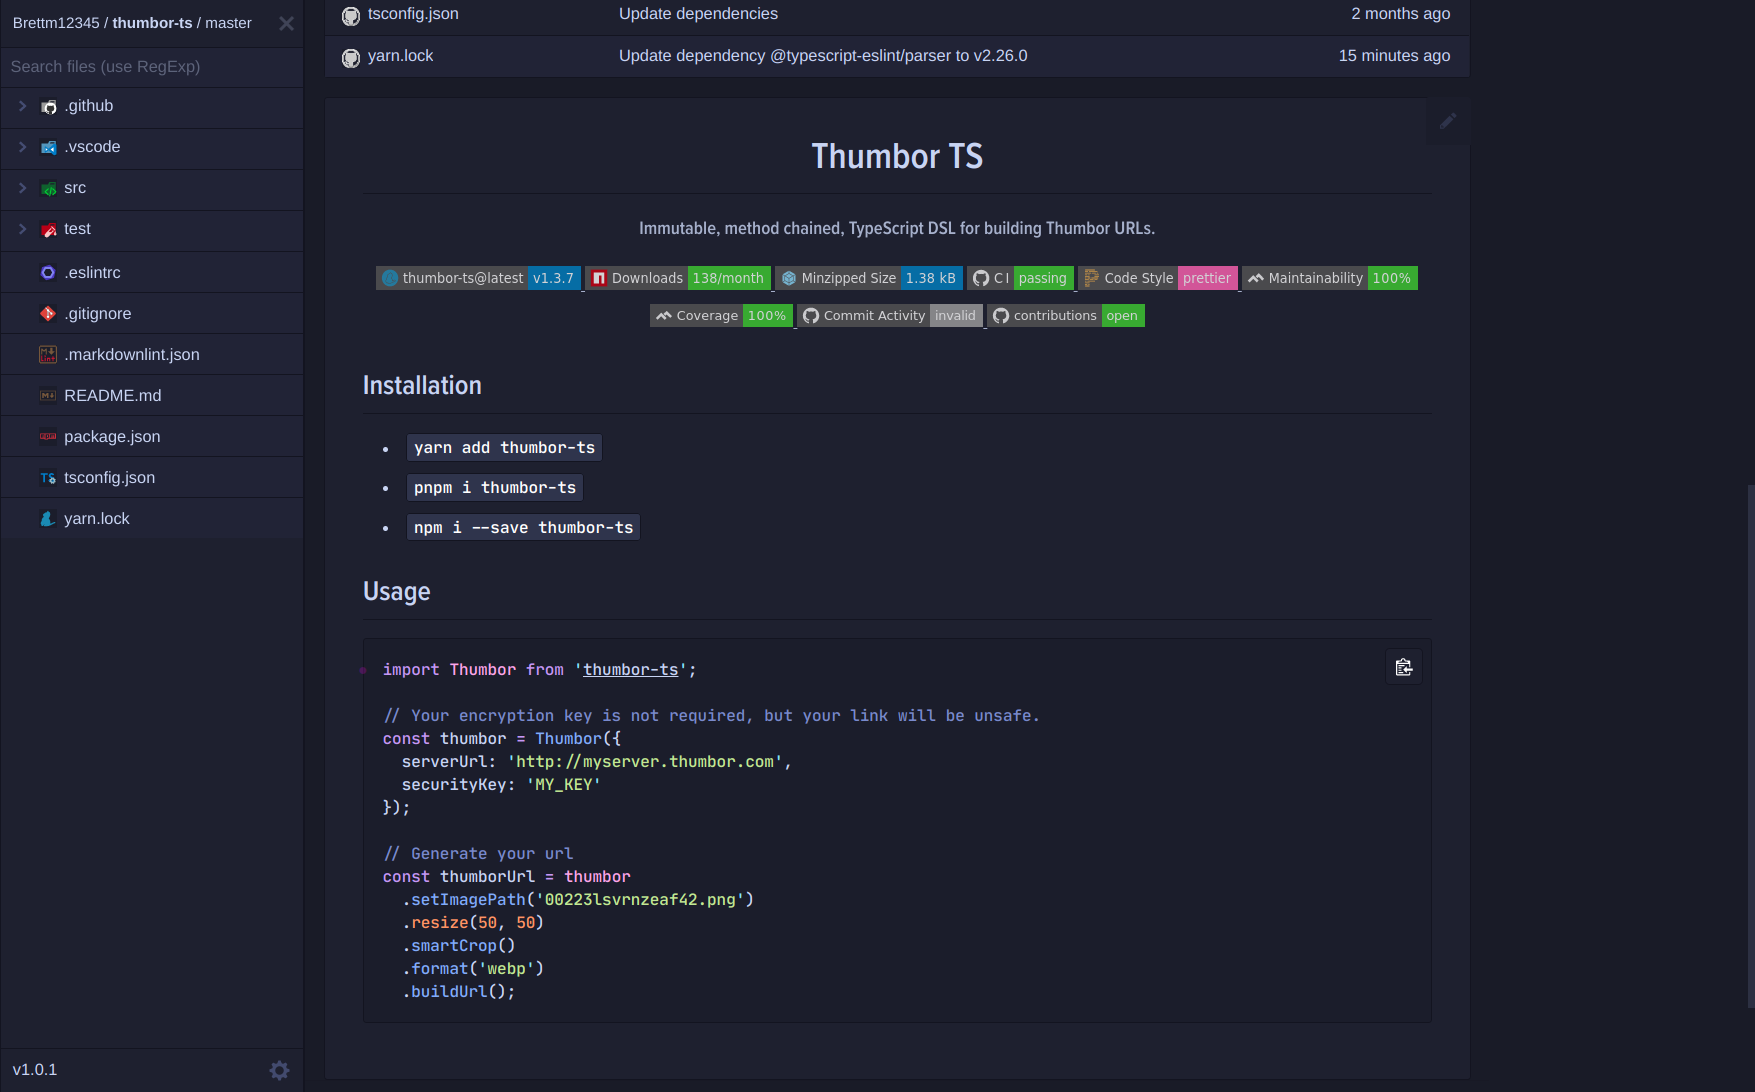 Brettm12345 / thumbor-ts / master
Search files (use RegExp)
.github
.vscode
src
test
.eslintrc
.gitignore
.markdownlint.json
README.md
package.json
tsconfig.json
yarn.lock
v1.0.1
tsconfig.json Update dependencies 2 months ago
yarn.lock Update dependency @typescript-eslint/parser to v2.26.0 15 minutes ago
Thumbor TS
Immutable, method chained, TypeScript DSL for building Thumbor URLs.
thumbor-ts@latest v1.3.7 Downloads 138/month Minzipped Size 1.38 kB CI passing Code Style prettier Maintainability 100%
Coverage 100% Commit Activity invalid contributions open
Installation
yarn add thumbor-ts
pnpm i thumbor-ts
npm i --save thumbor-ts
Usage
import Thumbor from 'thumbor-ts';
// Your encryption key is not required, but your link will be unsafe.
const thumbor = Thumbor({
serverUrl: 'http://myserver.thumbor.com',
securityKey: 'MY_KEY'
});
// Generate your url
const thumborUrl = thumbor
.setImagePath('00223lsvrnzeaf42.png')
.resize(50, 50)
.smartCrop()
.format('webp')
.buildUrl();